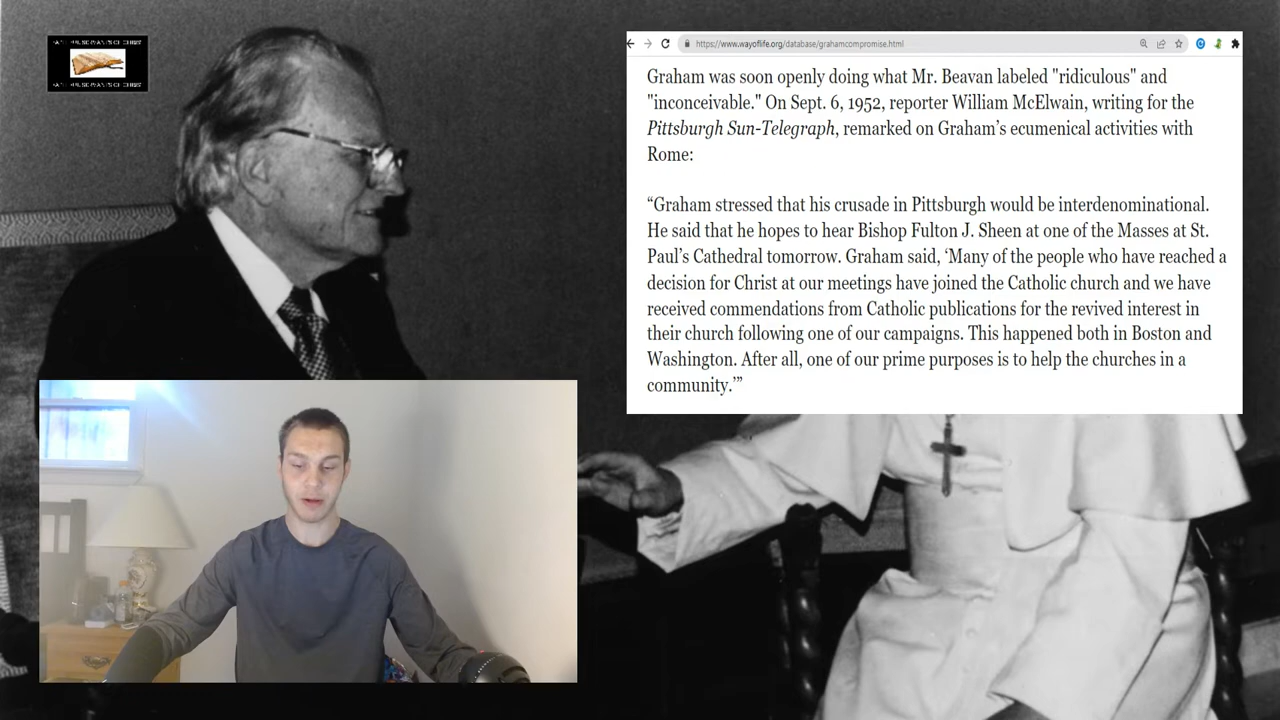 https://www.wayoflife.org/database/grahamcompromise.html
Graham was soon openly doing what Mr. Beavan labeled "ridiculous" and
"inconceivable." On Sept. 6, 1952, reporter William McElwain, writing for the
Pittsburgh Sun-Telegraph, remarked on Graham’s ecumenical activities with
Rome:
“Graham stressed that his crusade in Pittsburgh would be interdenominational.
He said that he hopes to hear Bishop Fulton J. Sheen at one of the Masses at St.
Paul’s Cathedral tomorrow. Graham said, ‘Many of the people who have reached a
decision for Christ at our meetings have joined the Catholic church and we have
received commendations from Catholic publications for the revived interest in
their church following one of our campaigns. This happened both in Boston and
Washington. After all, one of our prime purposes is to help the churches in a
community.’”